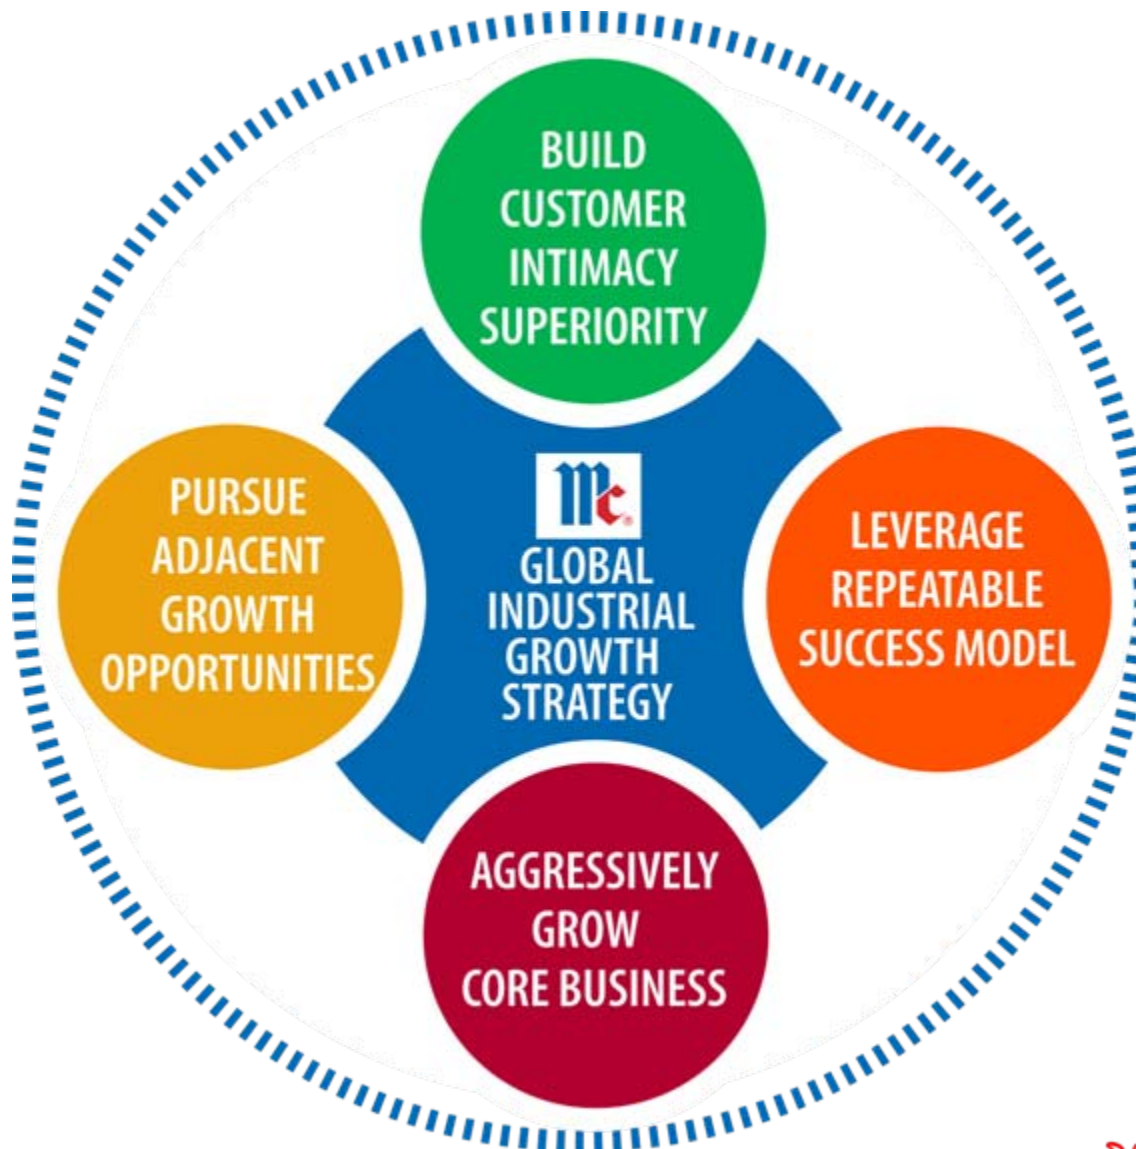 BUILD
CUSTOMER
INTIMACY
SUPERIORITY
PURSUE
ADJACENT
GROWTH
OPPORTUNITIES
Mc®
GLOBAL
INDUSTRIAL
GROWTH
STRATEGY
LEVERAGE
REPEATABLE
SUCCESS MODEL
AGGRESSIVELY
GROW
CORE BUSINESS